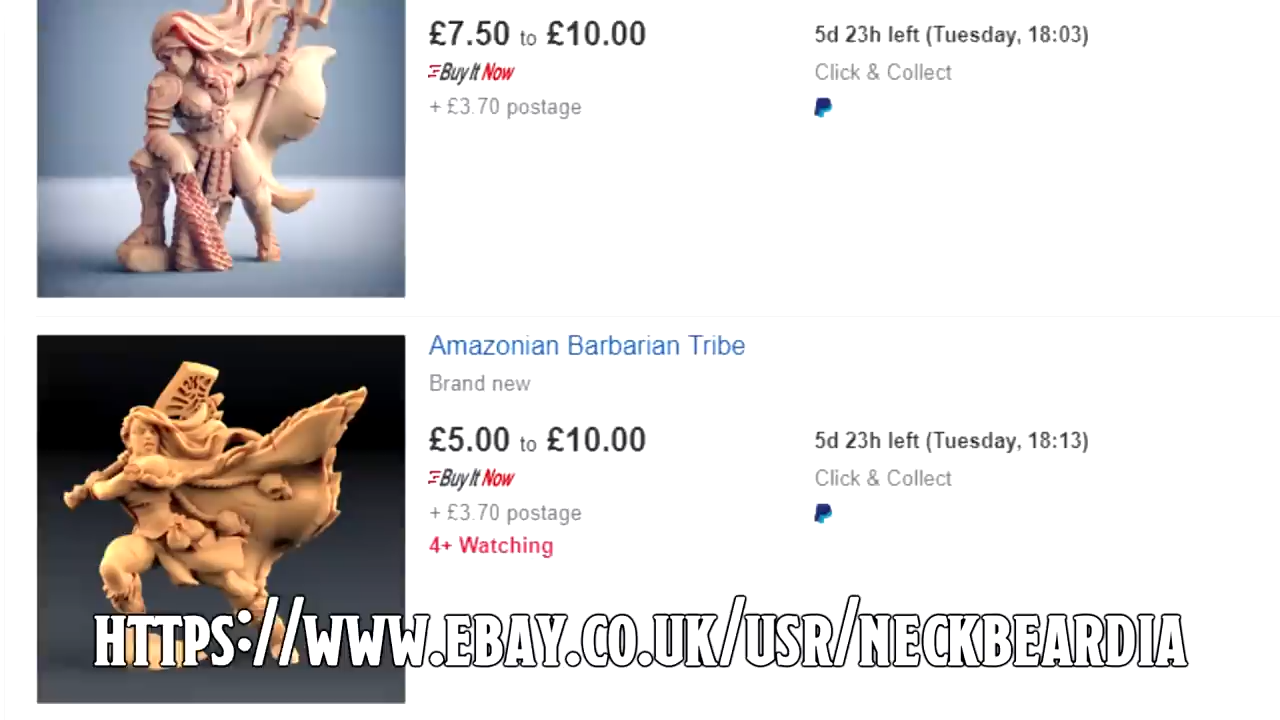 £7.50 to £10.00
Buy It Now
+ £3.70 postage
5d 23h left (Tuesday, 18:03)
Click & Collect
Amazonian Barbarian Tribe
Brand new
£5.00 to £10.00
Buy It Now
+ £3.70 postage
4+ Watching
5d 23h left (Tuesday, 18:13)
Click & Collect
HTTPS://WWW.EBAY.CO.UK/USR/NECKBEARDIA